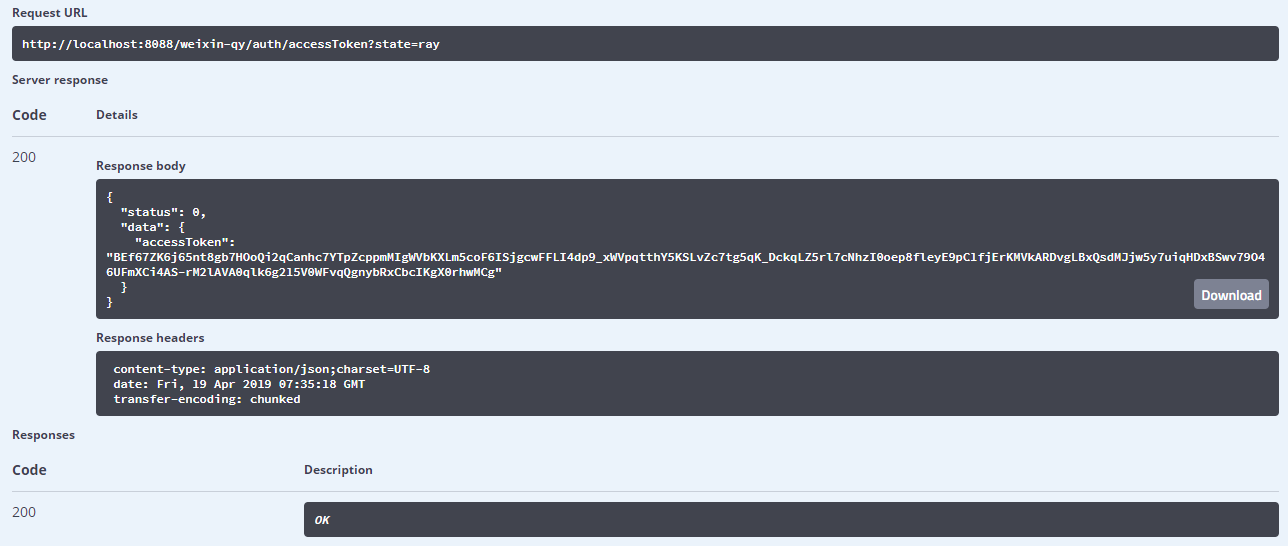 Request URL
http://localhost:8088/weixin-qy/auth/accessToken?state=ray
Server response
Code Details
200
Response body
{
"status": 0,
"data": {
"accessToken":
"BEf67ZK6j65nt8gb7HOoQi2qCanhc7YTpZcppmMIgWVbKXLm5coF6ISjgcwFFLI4dp9_xWVpqtthY5KSLvZc7tg5qK_DckqLZ5rl7cNhzI0oep8fleyE9pClfjErKMVkARDvgLBxQsdMJjw5y7uiqHDxBSwv79O4
6UFmXCi4AS-rM2lAVA0qlk6g2l5V0WFvqQgnybRxCbcIKgX0rhwMCg"
}
}
Download
Response headers
content-type: application/json;charset=UTF-8
date: Fri, 19 Apr 2019 07:35:18 GMT
transfer-encoding: chunked
Responses
Code Description
200 OK